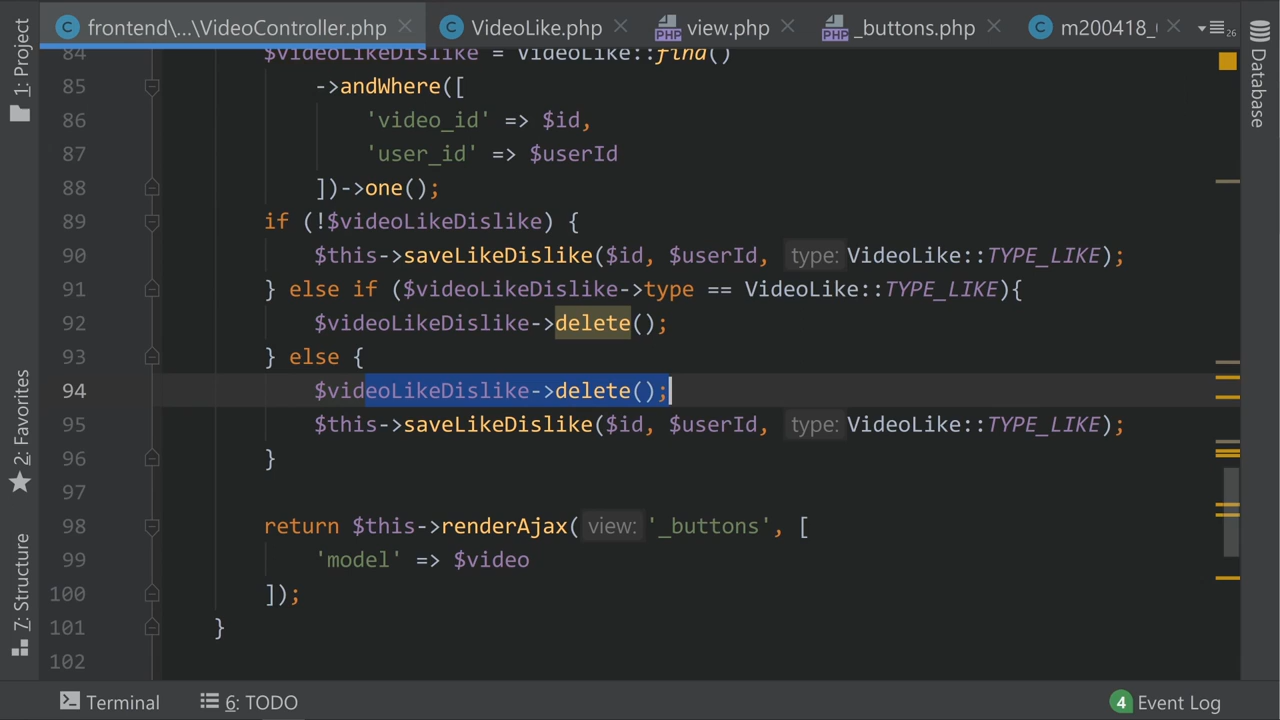 frontend\...\VideoController.php
VideoLike.php
view.php
_buttons.php
m200418_
26
1: Project
2: Favorites
7: Structure
Database
84 $videoLikeDislike = VideoLike::find()
85 ->andWhere([
86 'video_id' => $id,
87 'user_id' => $userId
88 ])->one();
89 if (!$videoLikeDislike) {
90 $this->saveLikeDislike($id, $userId, type: VideoLike::TYPE_LIKE);
91 } else if ($videoLikeDislike->type == VideoLike::TYPE_LIKE){
92 $videoLikeDislike->delete();
93 } else {
94 $videoLikeDislike->delete();
95 $this->saveLikeDislike($id, $userId, type: VideoLike::TYPE_LIKE);
96 }
97
98 return $this->renderAjax( view: '_buttons', [
99 'model' => $video
100 ]);
101 }
102
Terminal
6: TODO
4 Event Log